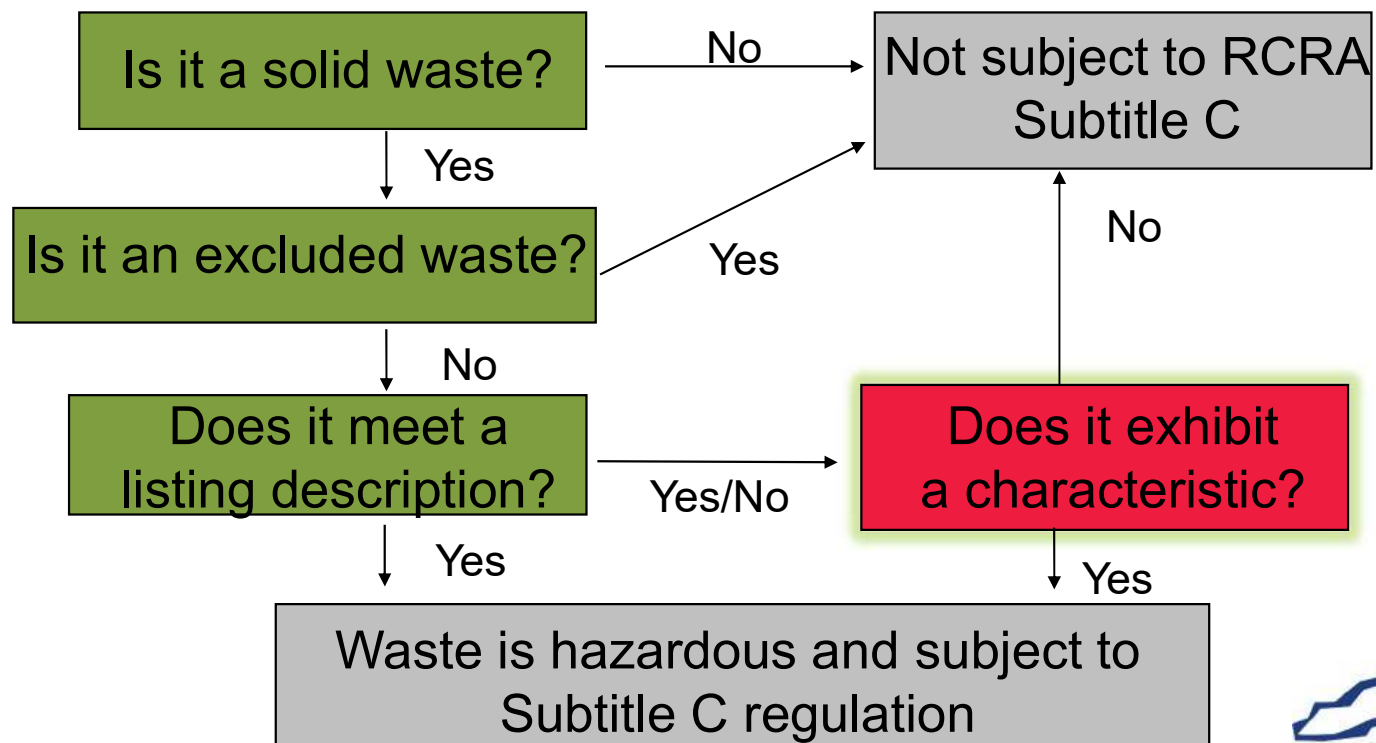 Is it a solid waste?
No
Not subject to RCRA
Subtitle C
Yes
Is it an excluded waste?
Yes
No
No
Does it meet a
listing description?
Yes/No
Does it exhibit
a characteristic?
Yes
Yes
Waste is hazardous and subject to
Subtitle C regulation